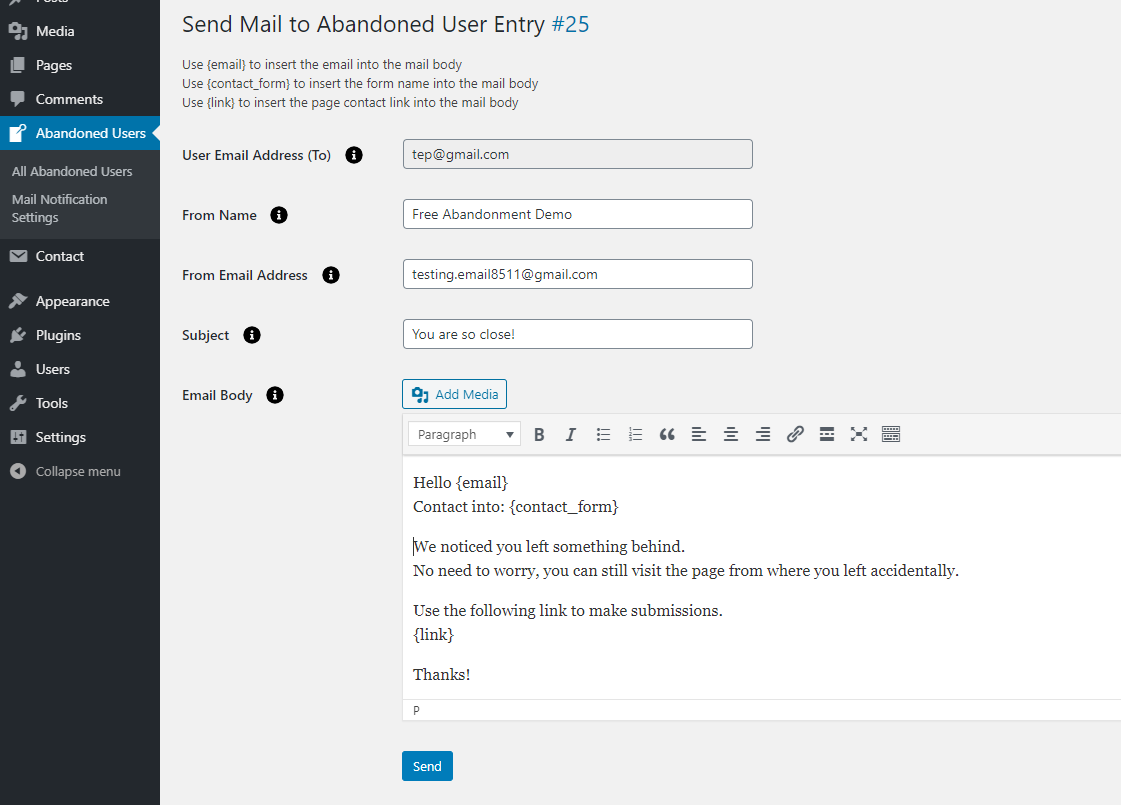 Posts
Media
Pages
Comments
Abandoned Users
All Abandoned Users
Mail Notification
Settings
Contact
Appearance
Plugins
Users
Tools
Settings
Collapse menu
Send Mail to Abandoned User Entry #25
Use {email} to insert the email into the mail body
Use {contact_form} to insert the form name into the mail body
Use {link} to insert the page contact link into the mail body
User Email Address (To)
tep@gmail.com
From Name
Free Abandonment Demo
From Email Address
testing.email8511@gmail.com
Subject
You are so close!
Email Body
Add Media
Paragraph
Hello {email}
Contact into: {contact_form}
We noticed you left something behind.
No need to worry, you can still visit the page from where you left accidentally.
Use the following link to make submissions.
{link}
Thanks!
P
Send